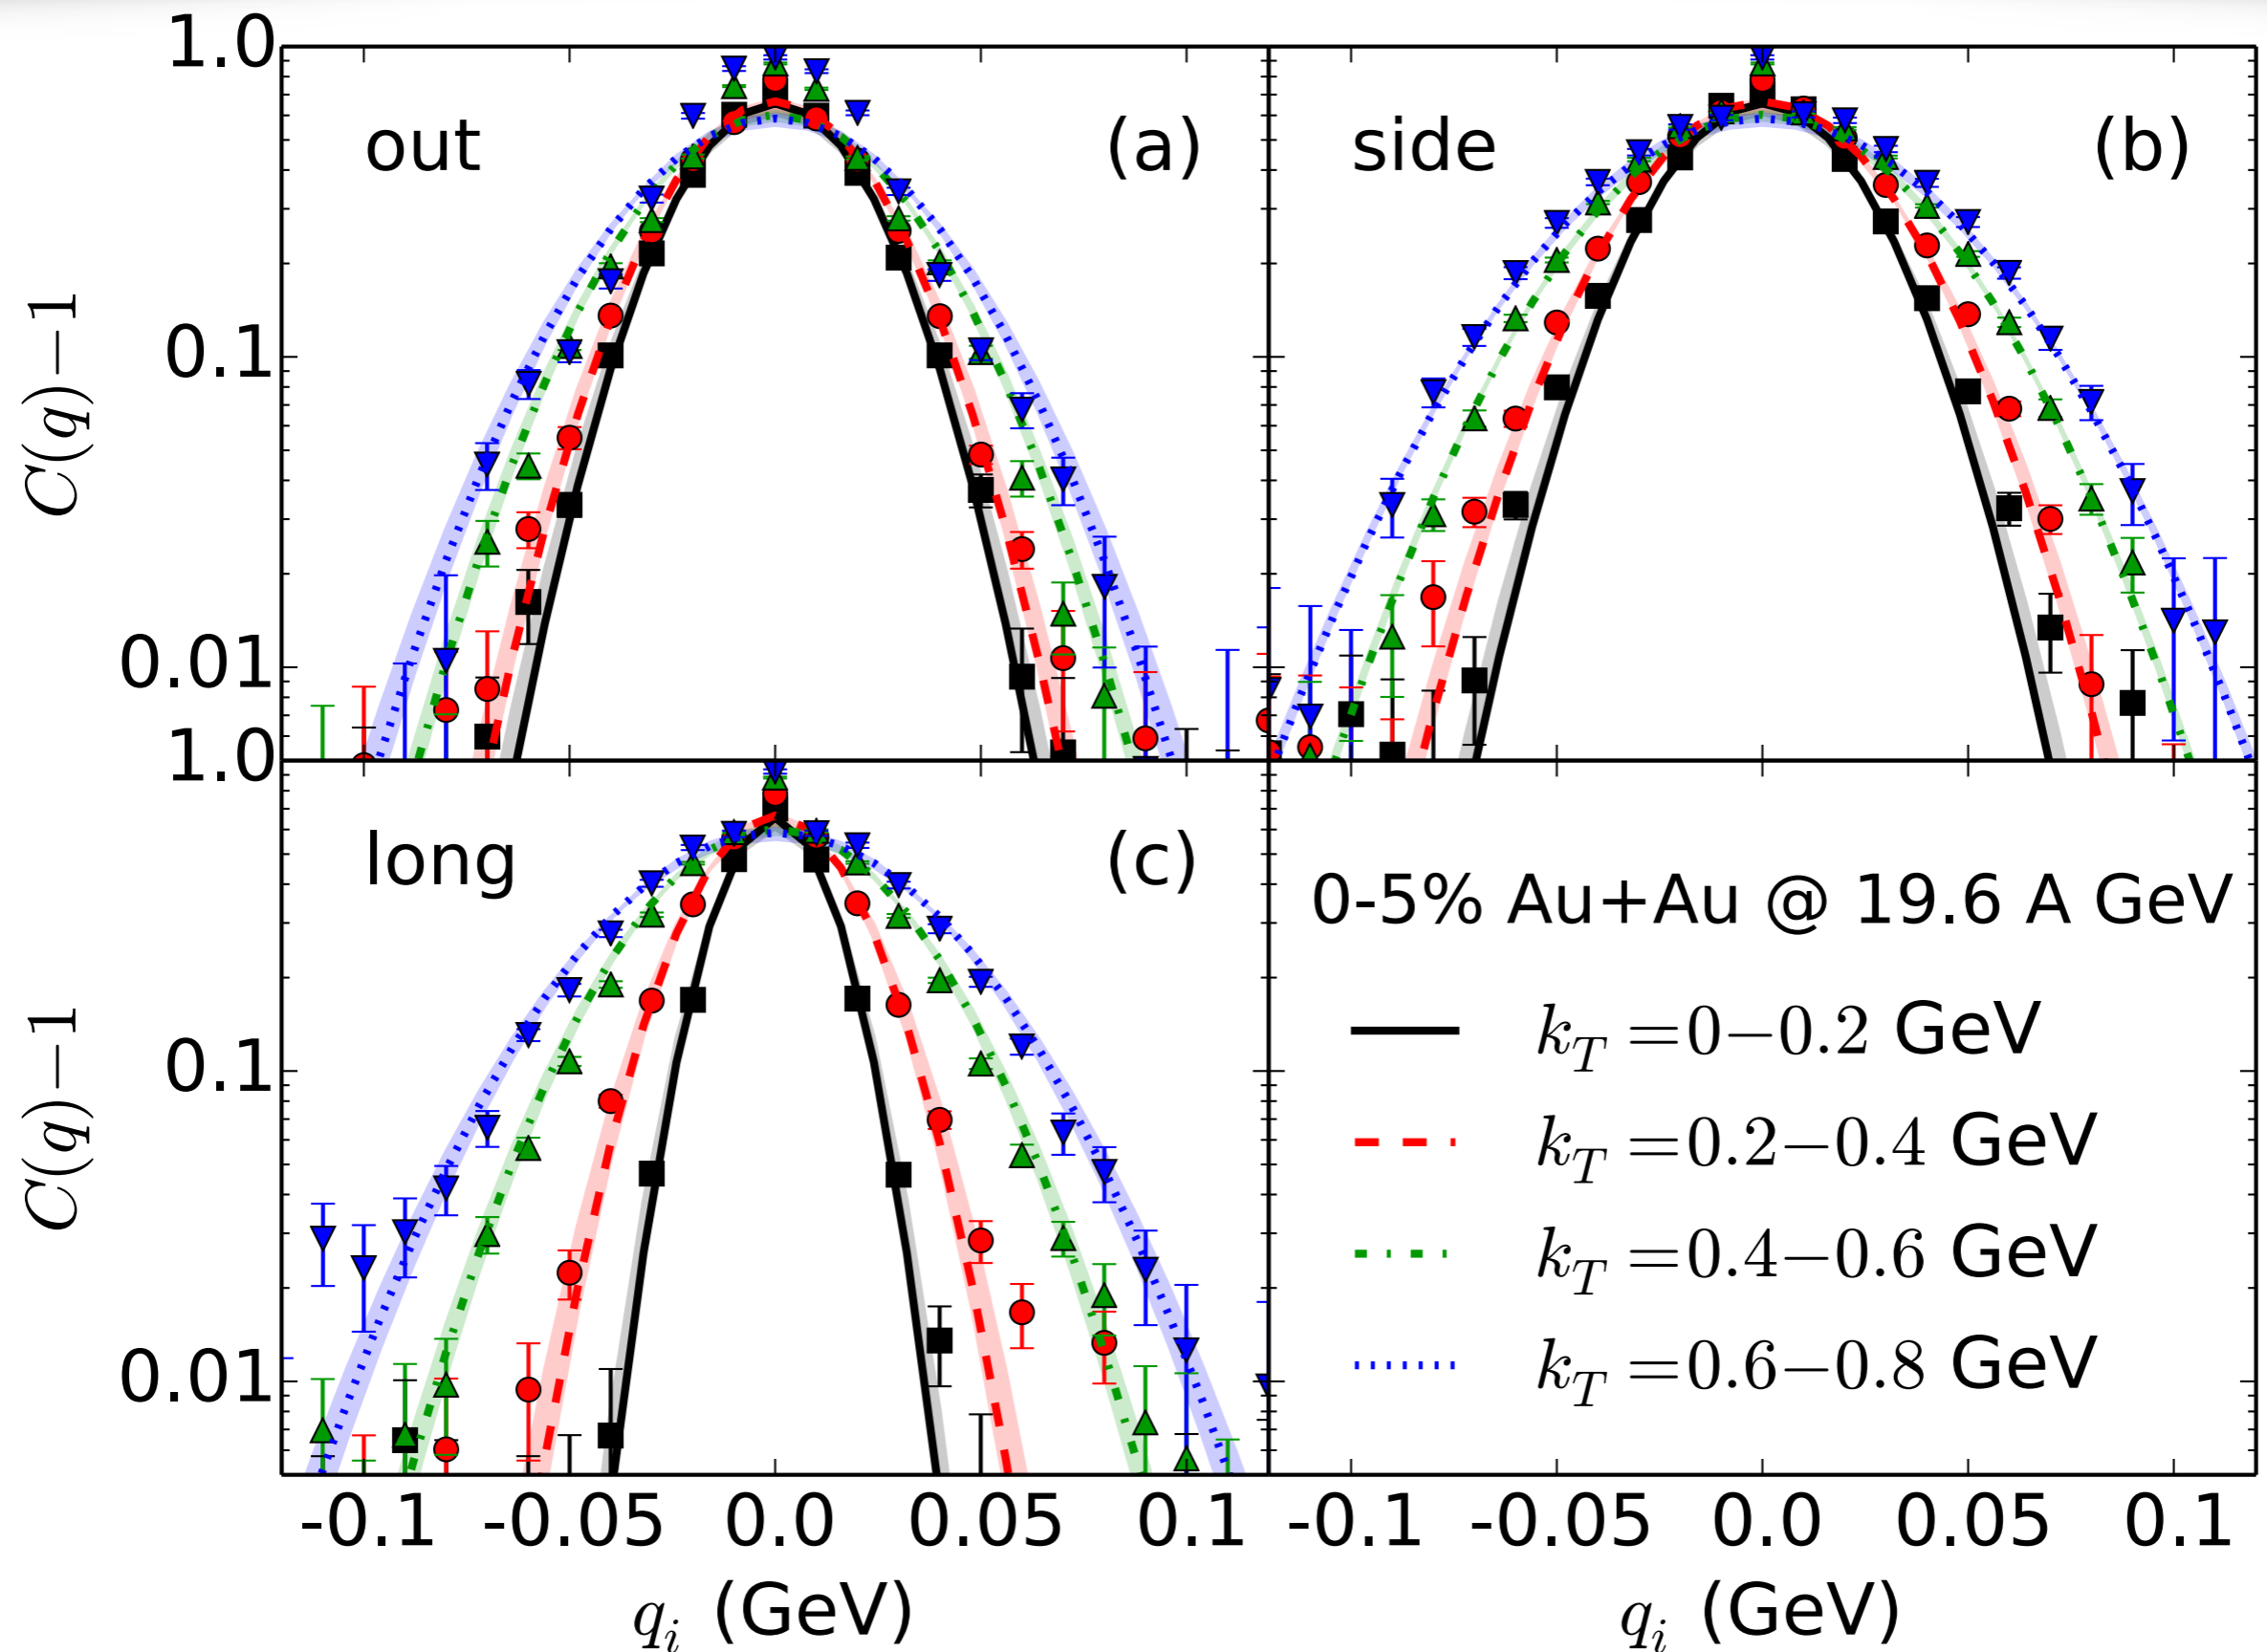 1.0
0.1
0.01
C(q)−1
out
(a)
side
(b)
1.0
0.1
0.01
C(q)−1
long
(c)
0-5% Au+Au @ 19.6 A GeV
k_T =0−0.2 GeV
k_T =0.2−0.4 GeV
k_T =0.4−0.6 GeV
k_T =0.6−0.8 GeV
-0.1 -0.05 0.0 0.05 0.1
-0.1 -0.05 0.0 0.05 0.1
q_i (GeV)
q_i (GeV)